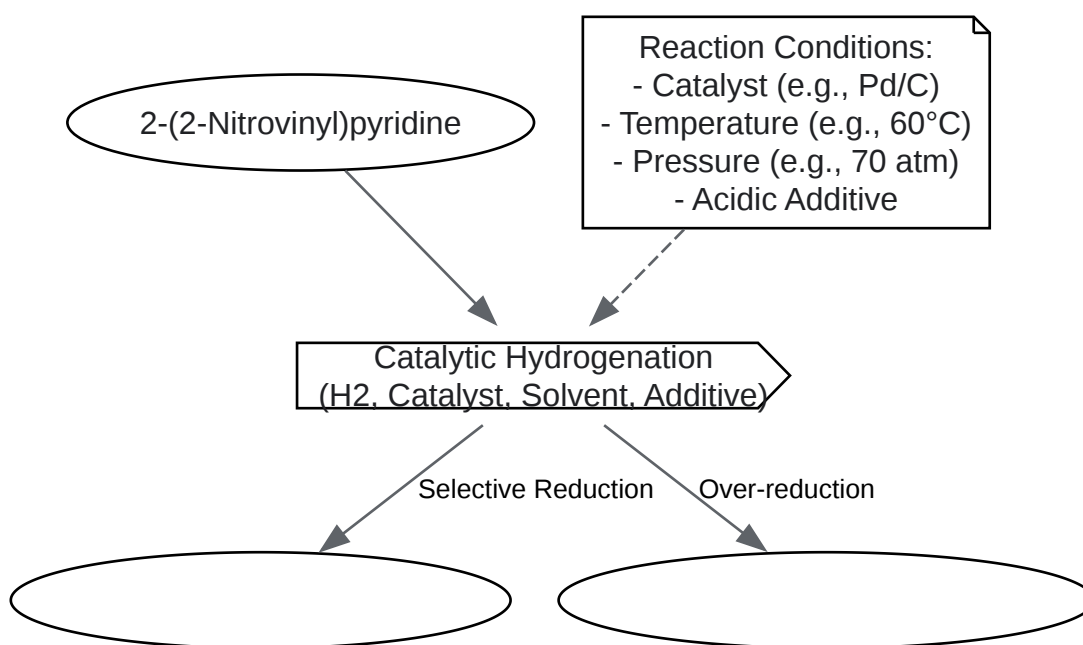 2-(2-Nitrovinyl)pyridine
Reaction Conditions:
- Catalyst (e.g., Pd/C)
- Temperature (e.g., 60°C)
- Pressure (e.g., 70 atm)
- Acidic Additive
Catalytic Hydrogenation
(H2, Catalyst, Solvent, Additive)
Selective Reduction
Over-reduction